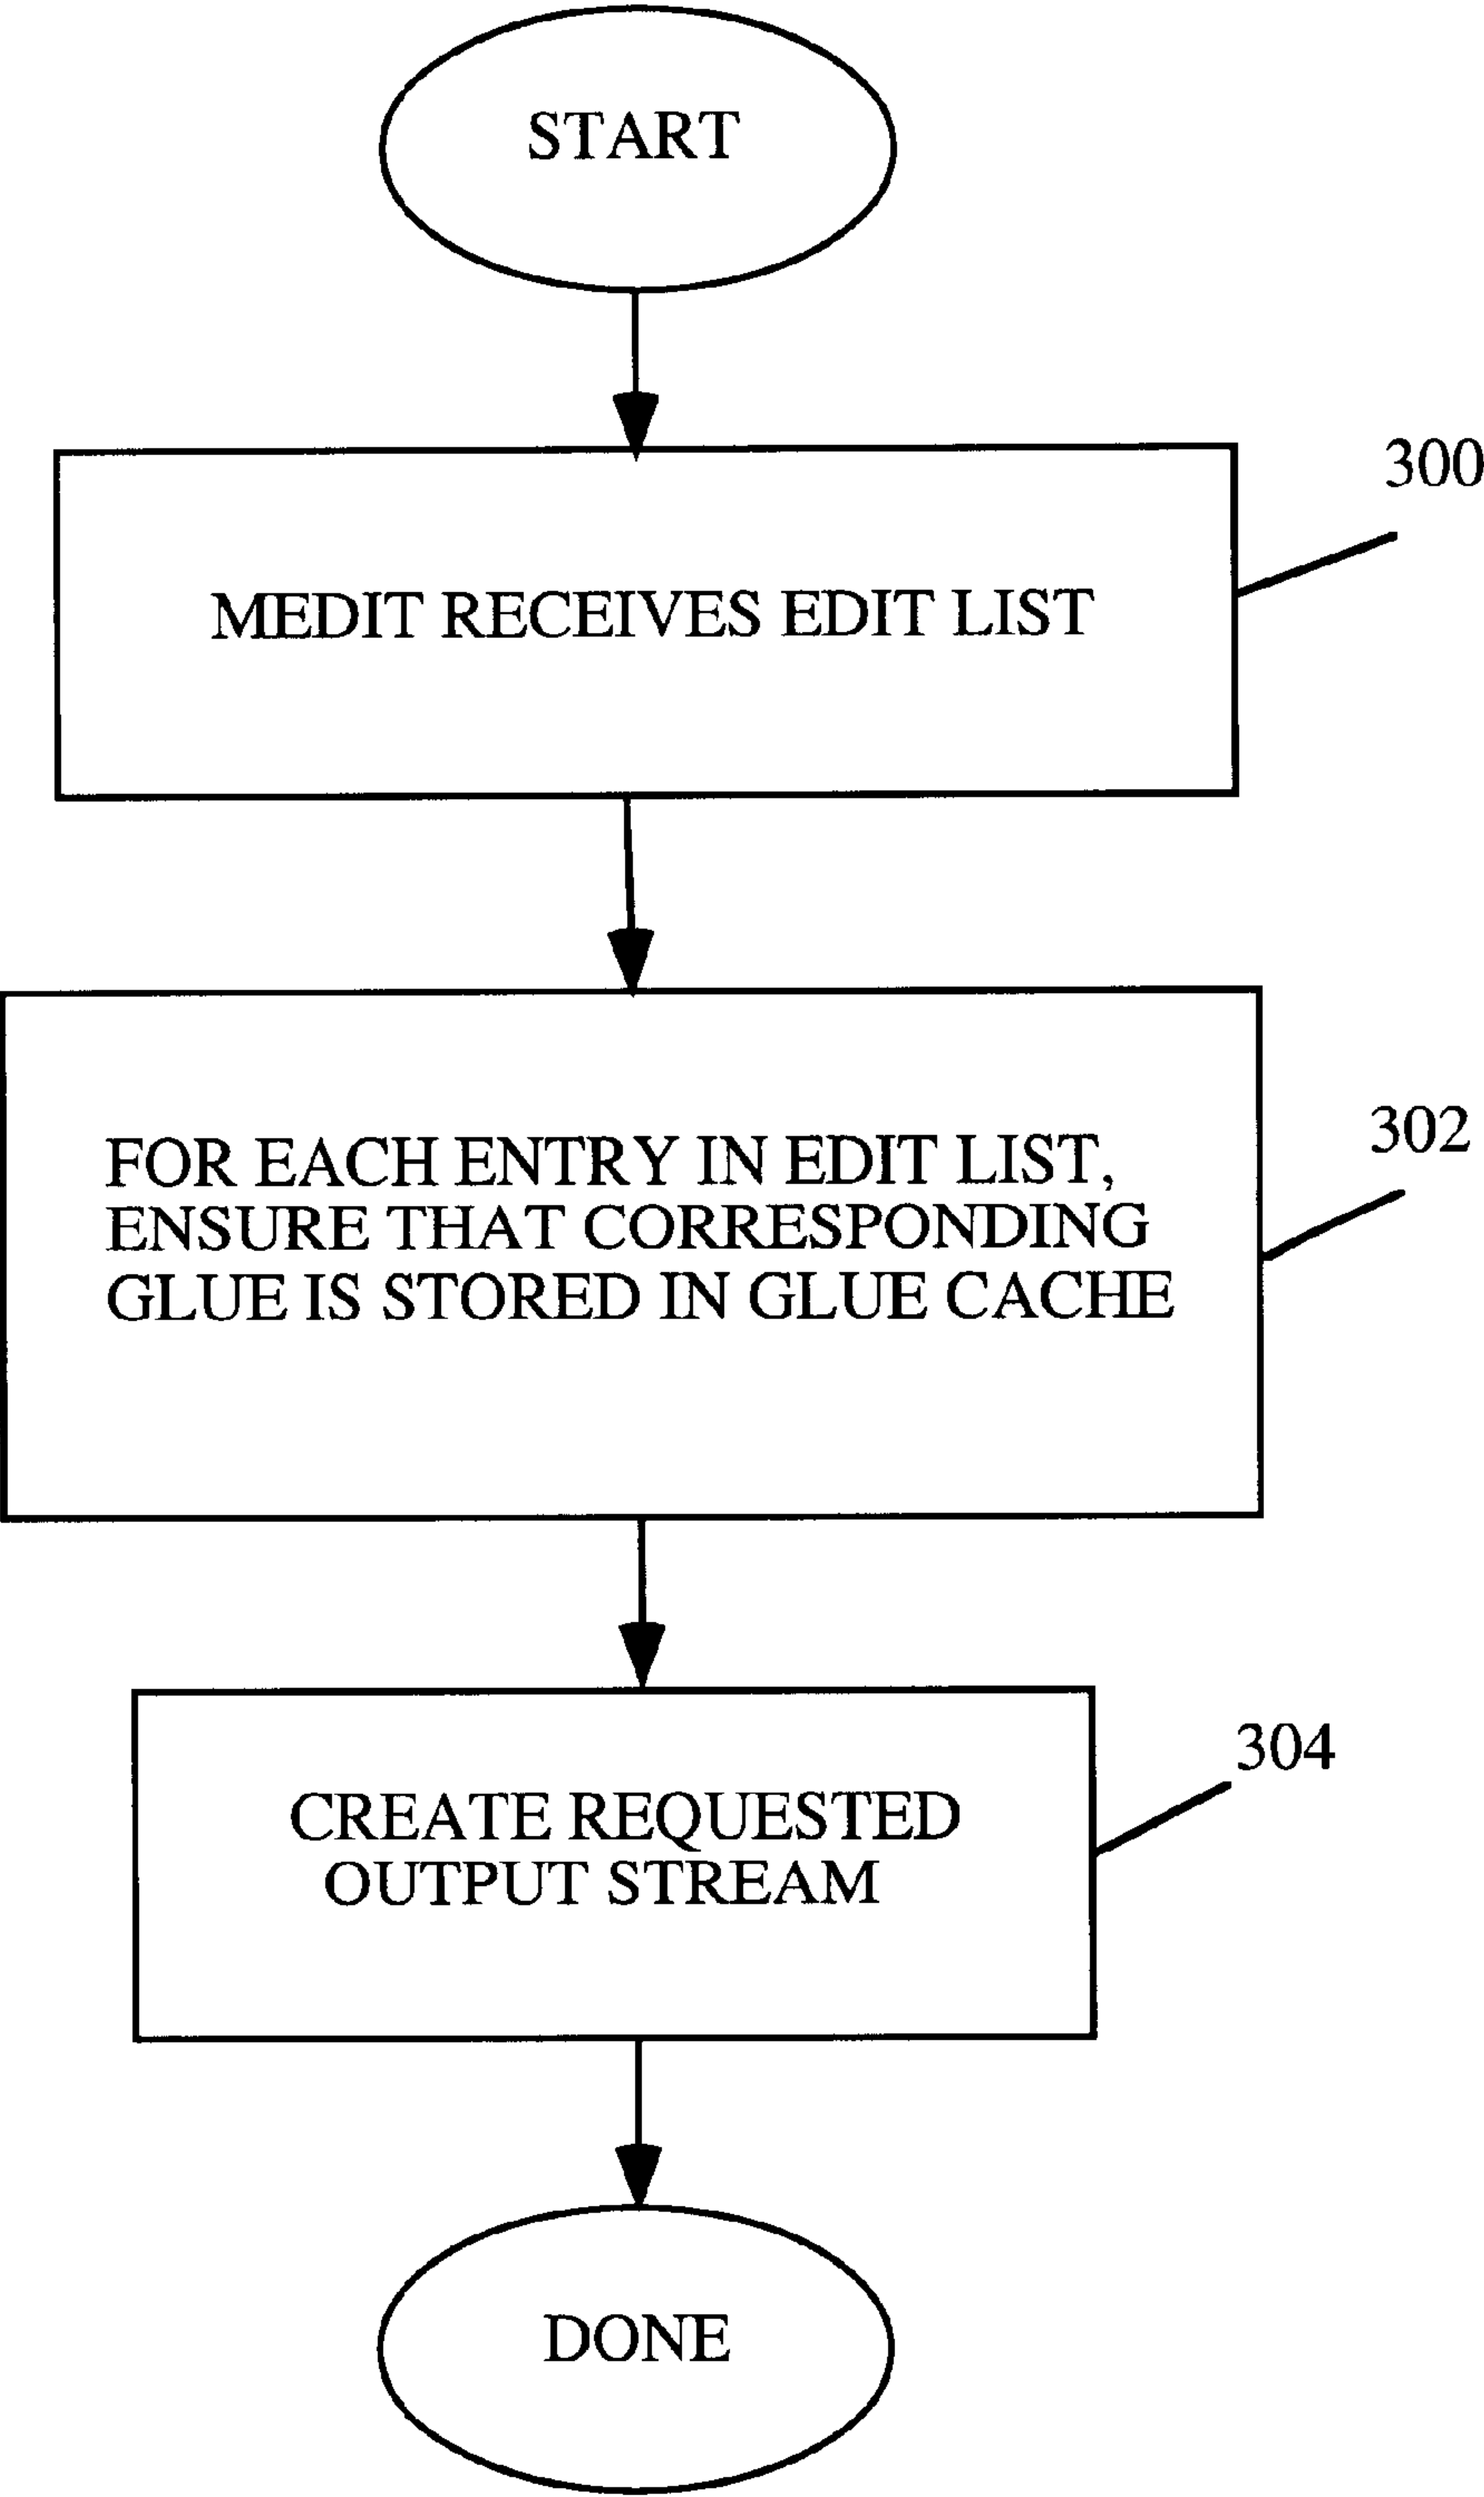 START
300
MEDIT RECEIVES EDIT LIST
302
FOR EACH ENTRY IN EDIT LIST,
ENSURE THAT CORRESPONDING
GLUE IS STORED IN GLUE CACHE
304
CREATE REQUESTED
OUTPUT STREAM
DONE